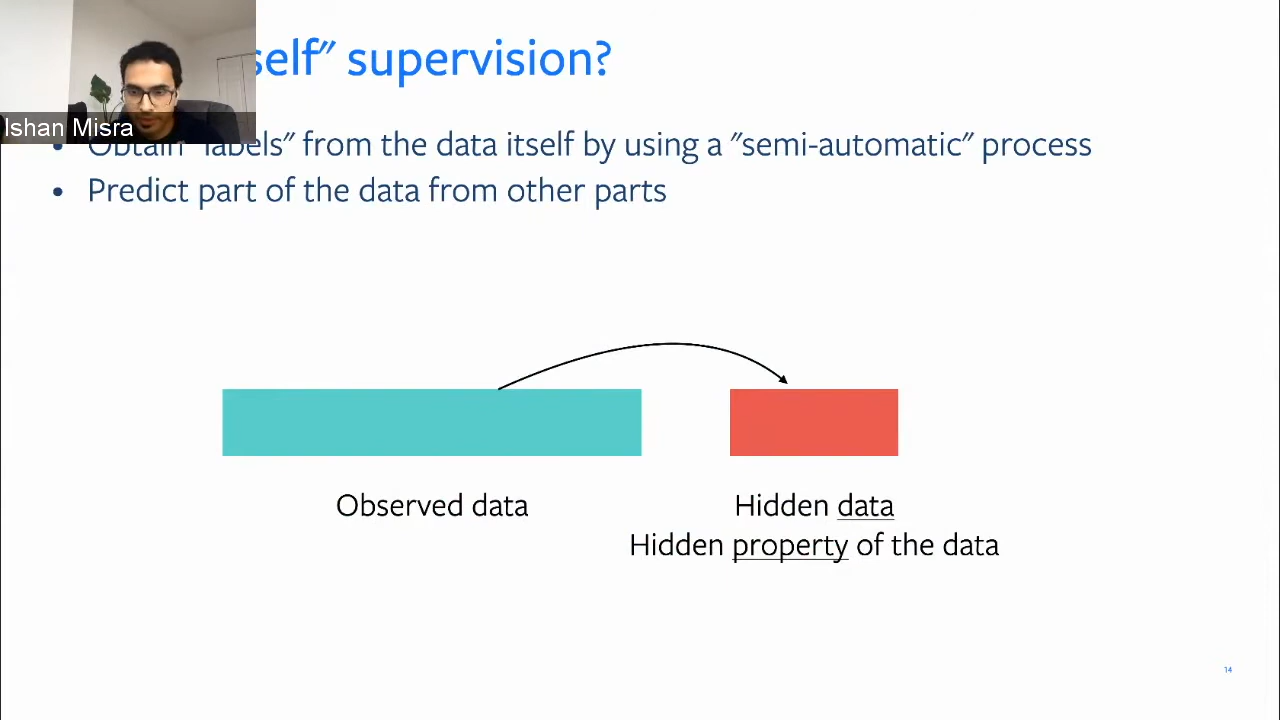 self" supervision?
Ishan Misra
• Obtain "labels" from the data itself by using a "semi-automatic" process
• Predict part of the data from other parts
Observed data
Hidden data
Hidden property of the data
14